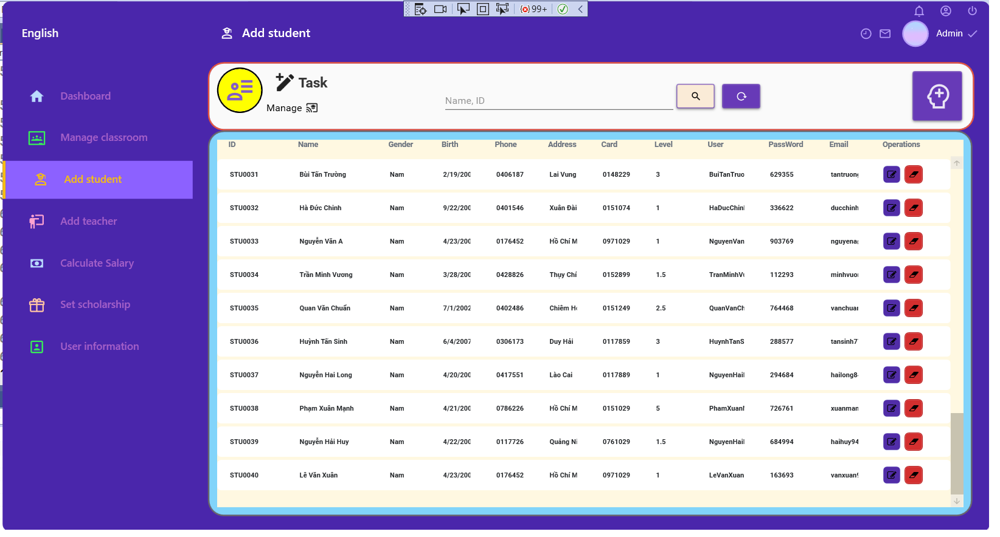 99+
English
Add student
Admin
Dashboard
Manage classroom
Add student
Add teacher
Calculate Salary
Set scholarship
User information
Task
Manage
Name, ID
ID Name Gender Birth Phone Address Card Level User PassWord Email Operations
STU0031 Bùi Tấn Trường Nam 2/19/200 0406187 Lai Vung 0148229 3 BuiTanTruo 629355 tantruong
STU0032 Hà Đức Chinh Nam 9/22/200 0401546 Xuân Đài 0151074 1 HaDucChinh 336622 ducchinh
STU0033 Nguyễn Văn A Nam 4/23/200 0176452 Hồ Chí M 0971029 1 NguyenVan 903769 nguyena
STU0034 Trần Minh Vương Nam 3/28/200 0428826 Thụy Chí 0152899 1.5 TranMinhV 112293 minhvuo
STU0035 Quan Văn Chuẩn Nam 7/1/2002 0402486 Chiêm H 0151249 2.5 QuanVanCh 764468 vanchua
STU0036 Huỳnh Tấn Sinh Nam 6/4/2007 0306173 Duy Hải 0117859 3 HuynhTanS 288577 tansinh7
STU0037 Nguyễn Hai Long Nam 4/20/200 0417551 Lào Cai 0117889 1 NguyenHai 294684 hailong8
STU0038 Phạm Xuân Mạnh Nam 4/21/200 0786226 Hồ Chí M 0151029 5 PhamXuan 726761 xuanman
STU0039 Nguyễn Hải Huy Nam 4/22/200 0117726 Quảng Ni 0761029 1.5 NguyenHai 684994 haihuy94
STU0040 Lê Văn Xuân Nam 4/23/200 0176452 Hồ Chí M 0971029 1 LeVanXuan 163693 vanxuan